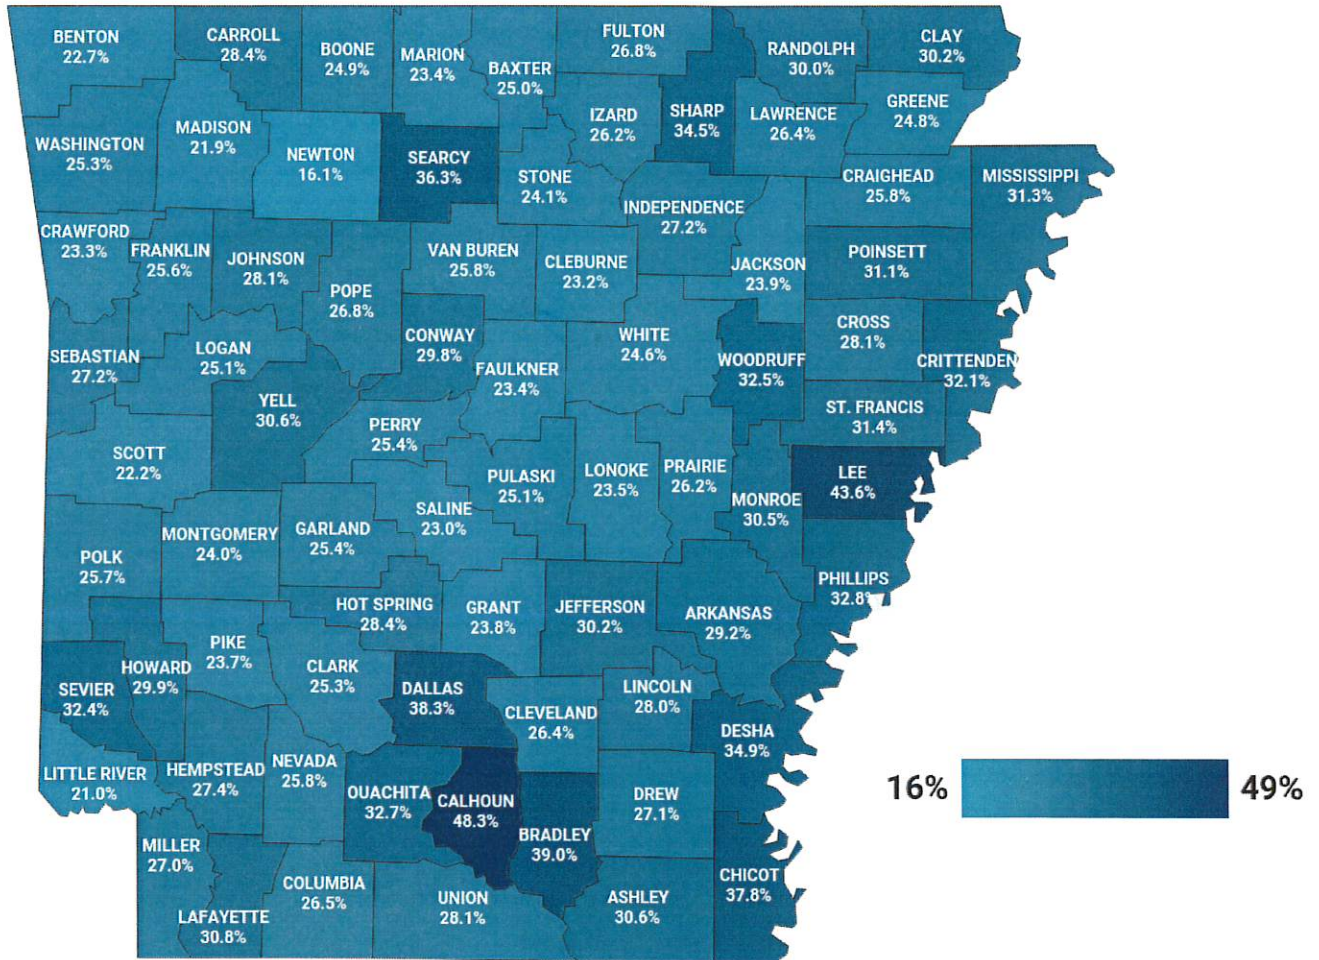 BENTON
22.7%
CARROLL
28.4%
BOONE
24.9%
MARION
23.4%
BAXTER
25.0%
FULTON
26.8%
RANDOLPH
30.0%
CLAY
30.2%
WASHINGTON
25.3%
MADISON
21.9%
NEWTON
16.1%
SEARCY
36.3%
STONE
24.1%
IZARD
26.2%
SHARP
34.5%
LAWRENCE
26.4%
GREENE
24.8%
CRAIGHEAD
25.8%
MISSISSIPPI
31.3%
INDEPENDENCE
27.2%
CRAWFORD
23.3%
FRANKLIN
25.6%
JOHNSON
28.1%
POPE
26.8%
VAN BUREN
25.8%
CLEBURNE
23.2%
JACKSON
23.9%
POINSETT
31.1%
SEBASTIAN
27.2%
LOGAN
25.1%
CONWAY
29.8%
FAULKNER
23.4%
WHITE
24.6%
WOODRUFF
32.5%
CROSS
28.1%
CRITTENDEN
32.1%
YELL
30.6%
PERRY
25.4%
ST. FRANCIS
31.4%
SCOTT
22.2%
PULASKI
25.1%
LONOKE
23.5%
PRAIRIE
26.2%
MONROE
30.5%
LEE
43.6%
POLK
25.7%
MONTGOMERY
24.0%
GARLAND
25.4%
SALINE
23.0%
PHILLIPS
32.8%
HOT SPRING
28.4%
GRANT
23.8%
JEFFERSON
30.2%
ARKANSAS
29.2%
SEVIER
32.4%
HOWARD
29.9%
PIKE
23.7%
CLARK
25.3%
DALLAS
38.3%
CLEVELAND
26.4%
LINCOLN
28.0%
DESHA
34.9%
LITTLE RIVER
21.0%
HEMPSTEAD
27.4%
NEVADA
25.8%
OUACHITA
32.7%
CALHOUN
48.3%
BRADLEY
39.0%
DREW
27.1%
MILLER
27.0%
LAFAYETTE
30.8%
COLUMBIA
26.5%
UNION
28.1%
ASHLEY
30.6%
CHICOT
37.8%
16%
49%